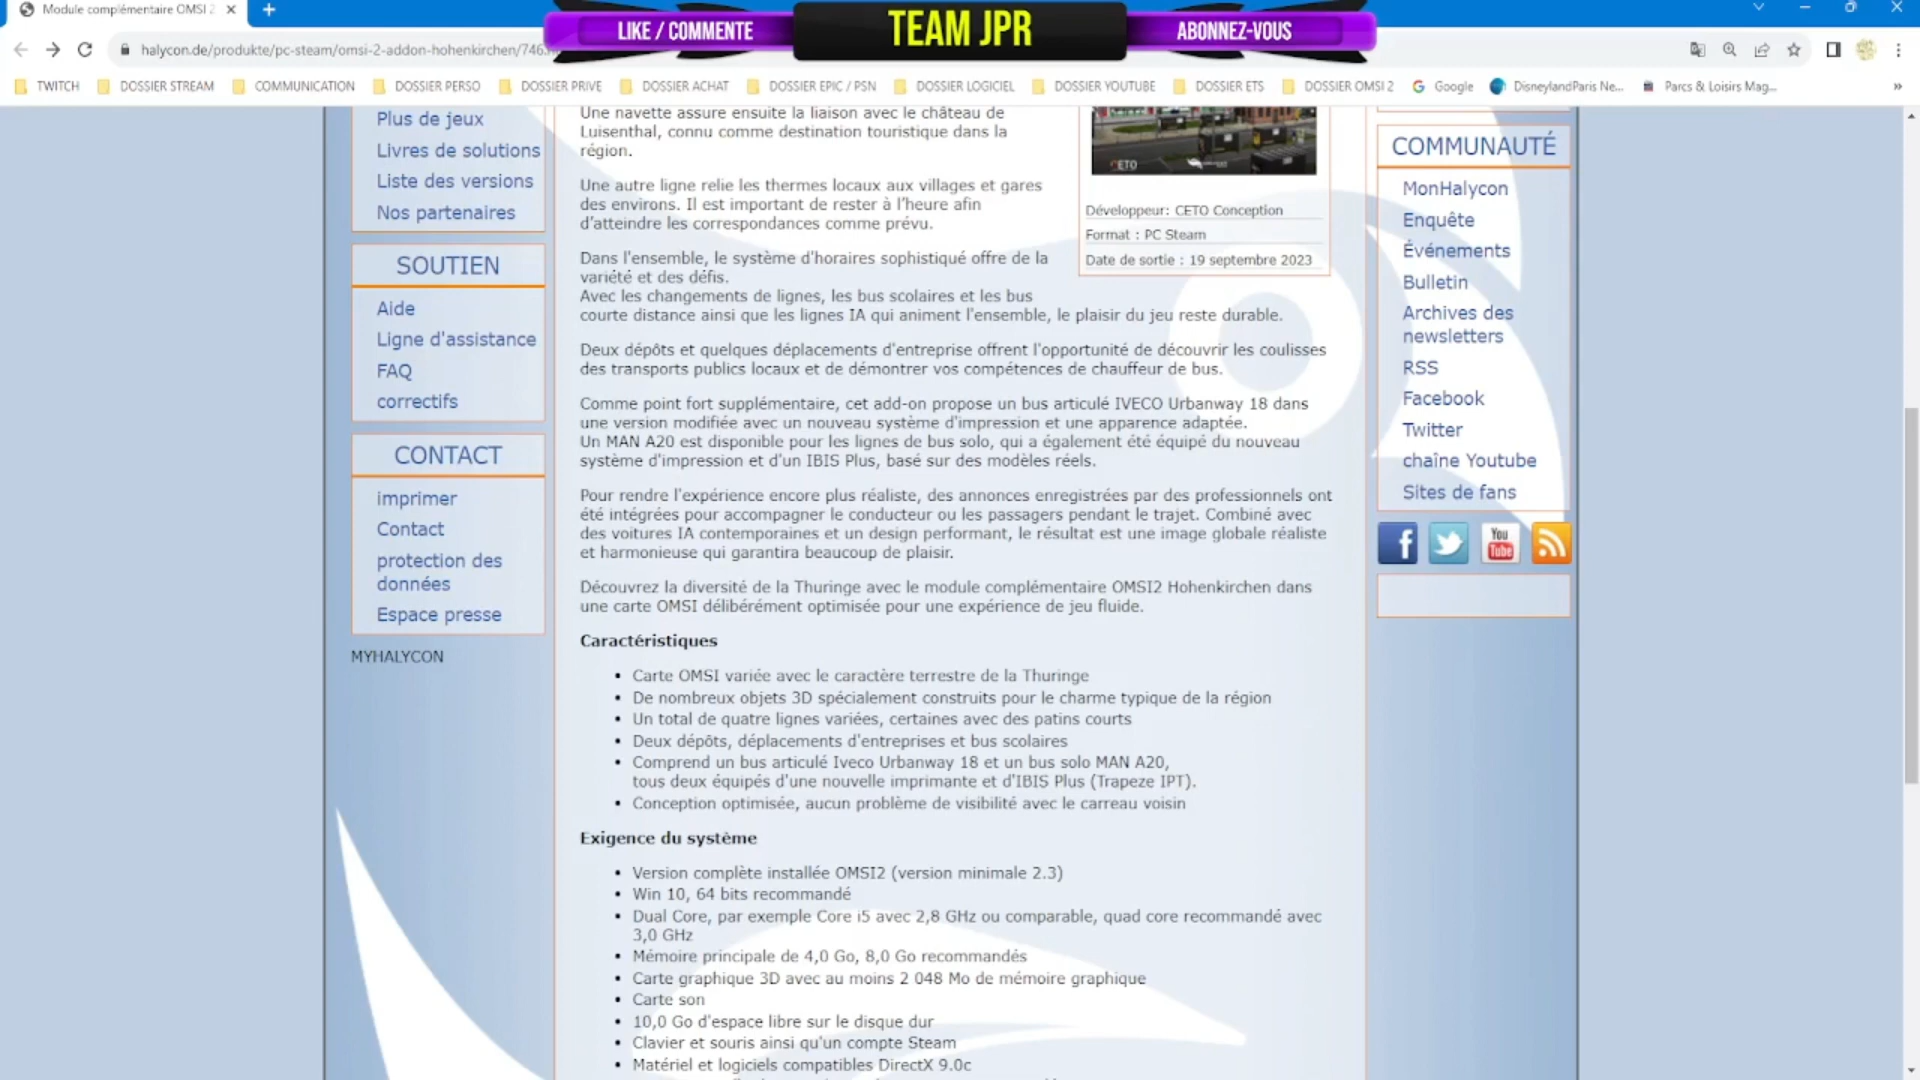 Module complémentaire OMSI 2
LIKE / COMMENTE
TEAM JPR
ABONNEZ-VOUS
halycon.de/produkte/pc-steam/omsi-2-addon-hohenkirchen/746
TWITCH
DOSSIER STREAM
COMMUNICATION
DOSSIER PERSO
DOSSIER PRIVE
DOSSIER ACHAT
DOSSIER EPIC / PSN
DOSSIER LOGICIEL
DOSSIER YOUTUBE
DOSSIER ETS
DOSSIER OMSI 2
Google
DisneylandParis Ne...
Parcs & Loisirs Mag...
Plus de jeux
Livres de solutions
Liste des versions
Nos partenaires
SOUTIEN
Aide
Ligne d'assistance
FAQ
correctifs
CONTACT
imprimer
Contact
protection des
données
Espace presse
MYHALYCON
Une navette assure ensuite la liaison avec le château de
Luisenthal, connu comme destination touristique dans la
région.
Une autre ligne relie les thermes locaux aux villages et gares
des environs. Il est important de rester à l'heure afin
d'atteindre les correspondances comme prévu.
Dans l'ensemble, le système d'horaires sophistiqué offre de la
variété et des défis.
Avec les changements de lignes, les bus scolaires et les bus
courte distance ainsi que les lignes IA qui animent l'ensemble, le plaisir du jeu reste durable.
Deux dépôts et quelques déplacements d'entreprise offrent l'opportunité de découvrir les coulisses
des transports publics locaux et de démontrer vos compétences de chauffeur de bus.
Comme point fort supplémentaire, cet add-on propose un bus articulé IVECO Urbanway 18 dans
une version modifiée avec un nouveau système d'impression et une apparence adaptée.
Un MAN A20 est disponible pour les lignes de bus solo, qui a également été équipé du nouveau
système d'impression et d'un IBIS Plus, basé sur des modèles réels.
Pour rendre l'expérience encore plus réaliste, des annonces enregistrées par des professionnels ont
été intégrées pour accompagner le conducteur ou les passagers pendant le trajet. Combiné avec
des voitures IA contemporaines et un design performant, le résultat est une image globale réaliste
et harmonieuse qui garantira beaucoup de plaisir.
Découvrez la diversité de la Thuringe avec le module complémentaire OMSI2 Hohenkirchen dans
une carte OMSI délibérément optimisée pour une expérience de jeu fluide.
Caractéristiques
• Carte OMSI variée avec le caractère terrestre de la Thuringe
• De nombreux objets 3D spécialement construits pour le charme typique de la région
• Un total de quatre lignes variées, certaines avec des patins courts
• Deux dépôts, déplacements d'entreprises et bus scolaires
• Comprend un bus articulé Iveco Urbanway 18 et un bus solo MAN A20,
tous deux équipés d'une nouvelle imprimante et d'IBIS Plus (Trapeze IPT).
• Conception optimisée, aucun problème de visibilité avec le carreau voisin
Exigence du système
• Version complète installée OMSI2 (version minimale 2.3)
• Win 10, 64 bits recommandé
• Dual Core, par exemple Core i5 avec 2,8 GHz ou comparable, quad core recommandé avec
3,0 GHz
• Mémoire principale de 4,0 Go, 8,0 Go recommandés
• Carte graphique 3D avec au moins 2 048 Mo de mémoire graphique
• Carte son
• 10,0 Go d'espace libre sur le disque dur
• Clavier et souris ainsi qu'un compte Steam
• Matériel et logiciels compatibles DirectX 9.0c
CETO
Développeur: CETO Conception
Format : PC Steam
Date de sortie : 19 septembre 2023
COMMUNAUTÉ
MonHalycon
Enquête
Événements
Bulletin
Archives des
newsletters
RSS
Facebook
Twitter
chaîne Youtube
Sites de fans
You
Tube